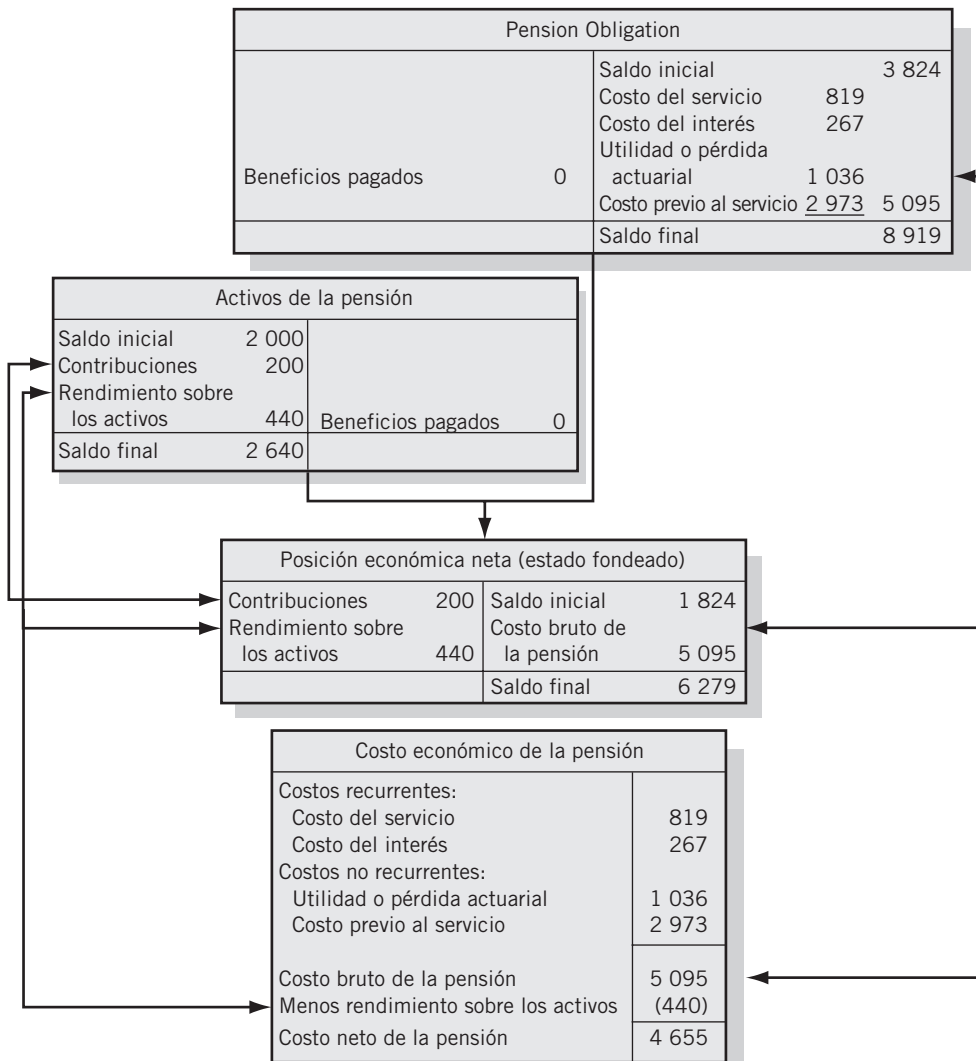 Pension Obligation
Saldo inicial 3 824
Costo del servicio 819
Costo del interés 267
Utilidad o pérdida
Beneficios pagados 0 actuarial 1 036
Costo previo al servicio 2 973 5 095
Saldo final 8 919
Activos de la pensión
Saldo inicial 2 000
Contribuciones 200
Rendimiento sobre
los activos 440 Beneficios pagados 0
Saldo final 2 640
Posición económica neta (estado fondeado)
Contribuciones 200 Saldo inicial 1 824
Rendimiento sobre Costo bruto de
los activos 440 la pensión 5 095
Saldo final 6 279
Costo económico de la pensión
Costos recurrentes:
Costo del servicio 819
Costo del interés 267
Costos no recurrentes:
Utilidad o pérdida actuarial 1 036
Costo previo al servicio 2 973
Costo bruto de la pensión 5 095
Menos rendimiento sobre los activos (440)
Costo neto de la pensión 4 655